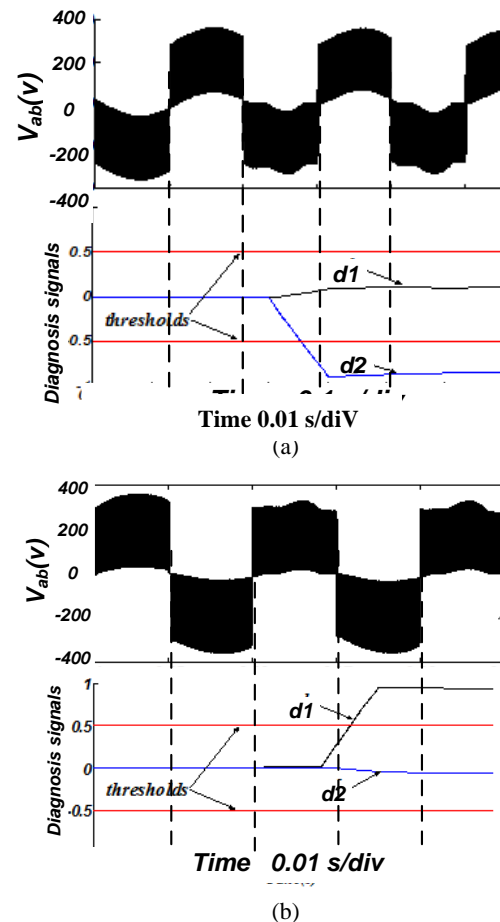 400
200
0
-200
-400
V_ab(v)
0.5
0
0.5
Diagnosis signals
thresholds
d1
d2
Time 0.01 s/diV
(a)
400
200
0
-200
-400
V_ab(v)
1
0.5
0
-0.5
Diagnosis signals
thresholds
d1
d2
Time 0.01 s/div
(b)